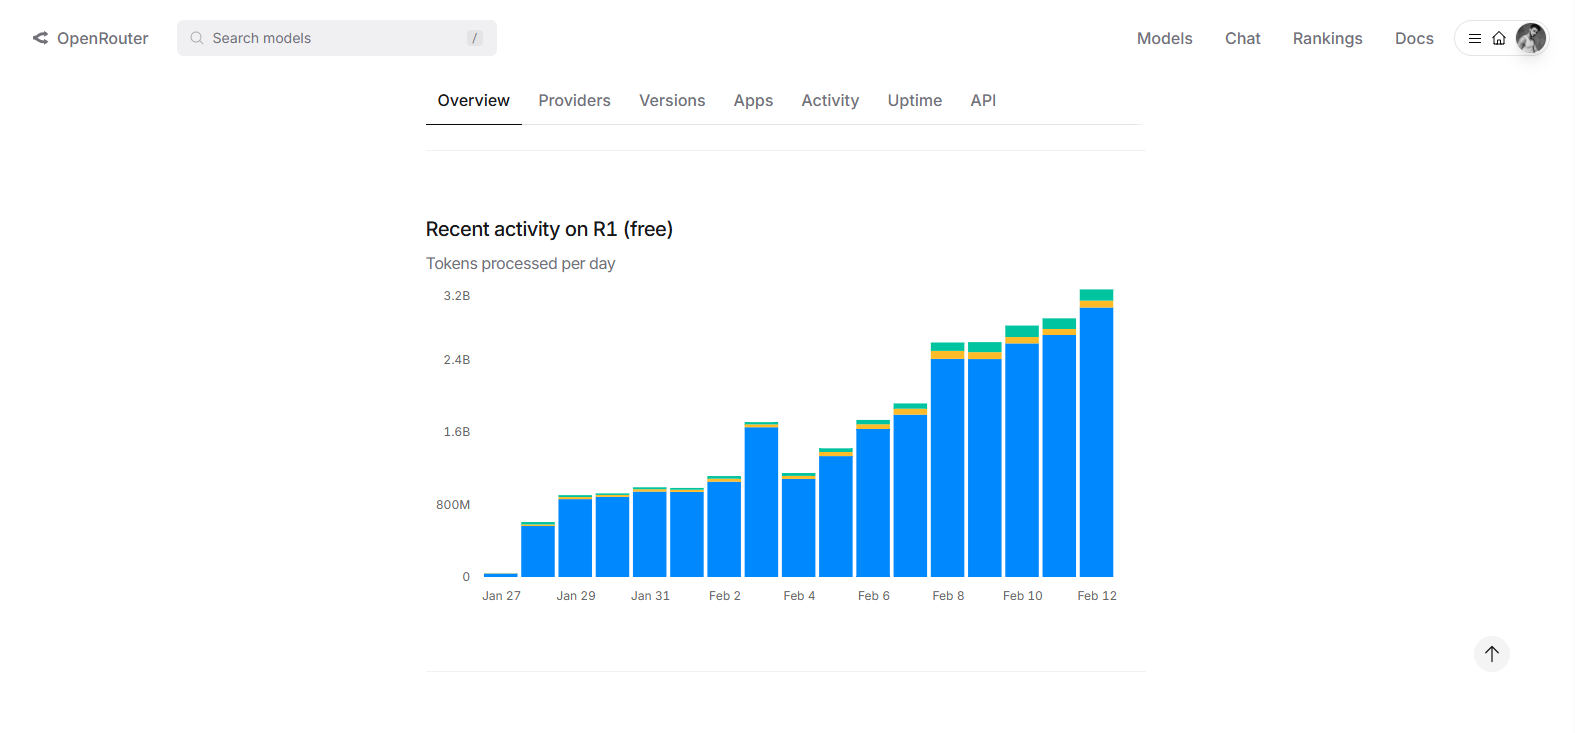 OpenRouter
Search models
/
Models
Chat
Rankings
Docs
Overview
Providers
Versions
Apps
Activity
Uptime
API
Recent activity on R1 (free)
Tokens processed per day
3.2B
2.4B
1.6B
800M
0
Jan 27
Jan 29
Jan 31
Feb 2
Feb 4
Feb 6
Feb 8
Feb 10
Feb 12